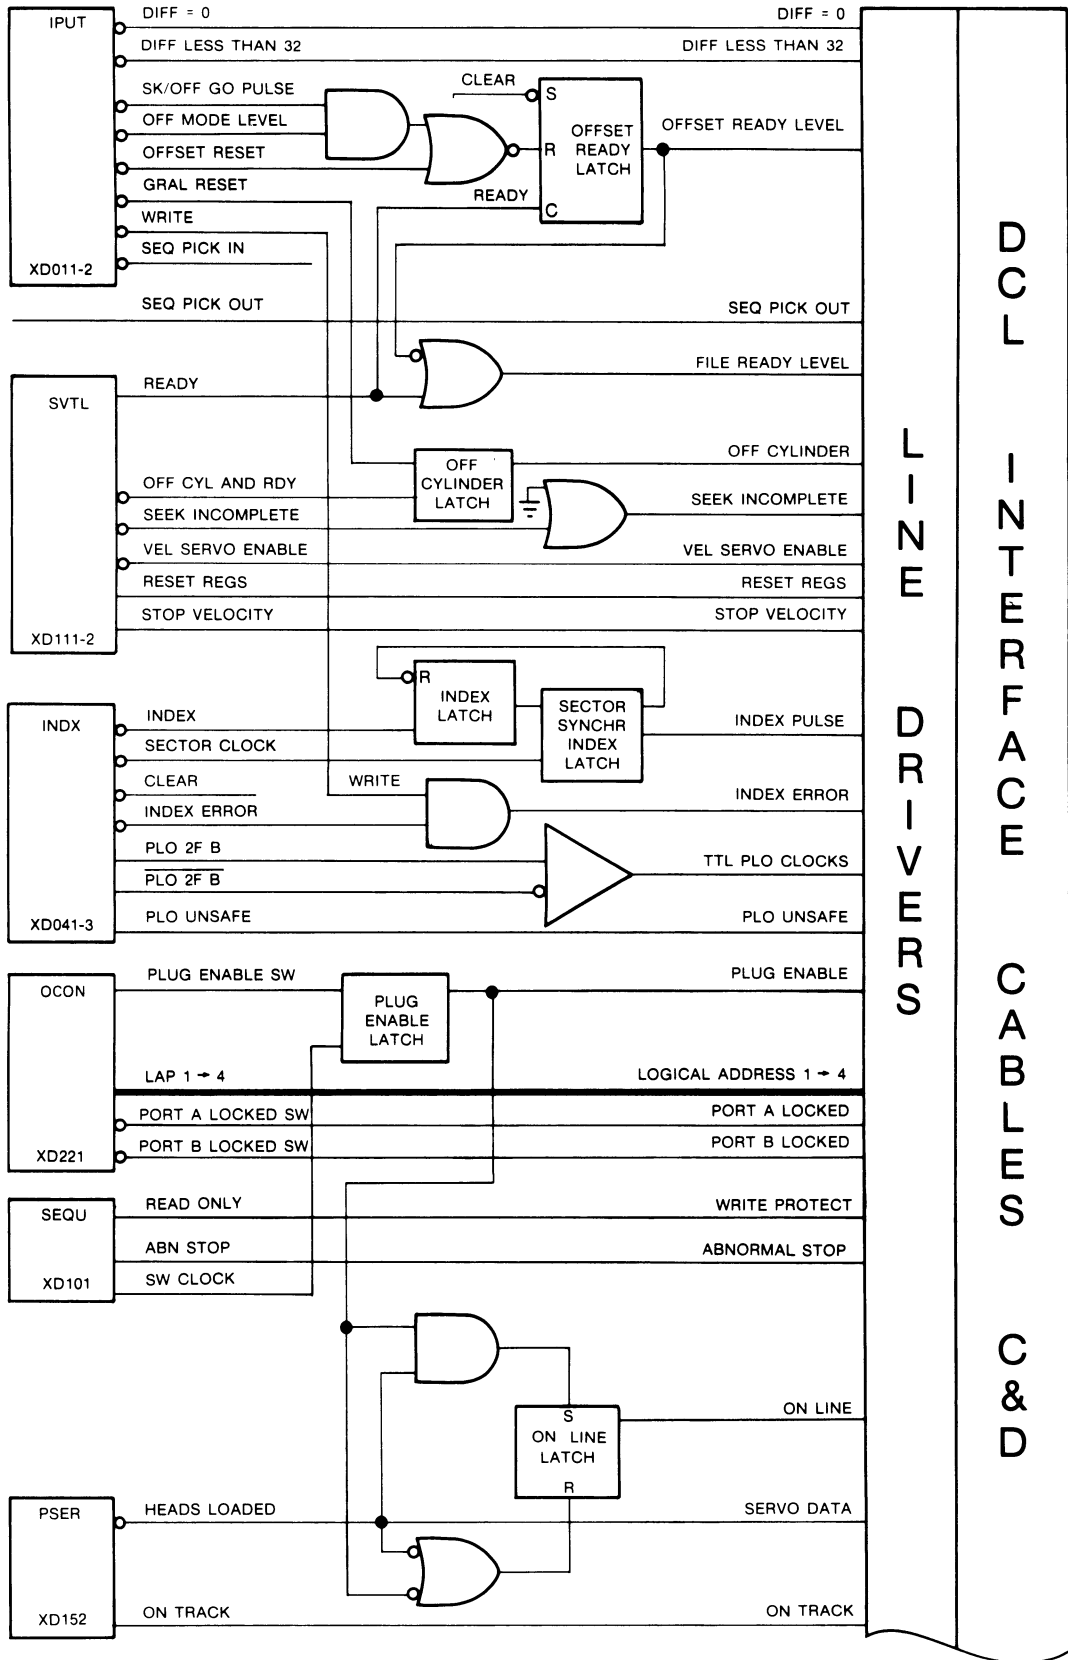 IPUT
DIFF = 0
DIFF = 0
DIFF LESS THAN 32
DIFF LESS THAN 32
SK/OFF GO PULSE
OFF MODE LEVEL
OFFSET RESET
GRAL RESET
WRITE
SEQ PICK IN
XD011-2
CLEAR
S
OFFSET
READY
LATCH
R
READY
C
OFFSET READY LEVEL
SEQ PICK OUT
SEQ PICK OUT
FILE READY LEVEL
SVTL
READY
OFF CYL AND RDY
SEEK INCOMPLETE
VEL SERVO ENABLE
RESET REGS
STOP VELOCITY
XD111-2
OFF
CYLINDER
LATCH
OFF CYLINDER
SEEK INCOMPLETE
VEL SERVO ENABLE
RESET REGS
STOP VELOCITY
INDX
INDEX
SECTOR CLOCK
CLEAR
INDEX ERROR
PLO 2F B
PLO 2F B
PLO UNSAFE
XD041-3
R
INDEX
LATCH
SECTOR
SYNCHR
INDEX
LATCH
WRITE
INDEX PULSE
INDEX ERROR
TTL PLO CLOCKS
PLO UNSAFE
OCON
PLUG ENABLE SW
PLUG
ENABLE
LATCH
PLUG ENABLE
LAP 1 → 4
LOGICAL ADDRESS 1 → 4
PORT A LOCKED SW
PORT A LOCKED
PORT B LOCKED SW
PORT B LOCKED
XD221
SEQU
READ ONLY
WRITE PROTECT
ABN STOP
ABNORMAL STOP
SW CLOCK
XD101
S
ON LINE
LATCH
R
ON LINE
PSER
HEADS LOADED
SERVO DATA
ON TRACK
ON TRACK
XD152
LINE DRIVERS
DCL INTERFACE CABLES C&D